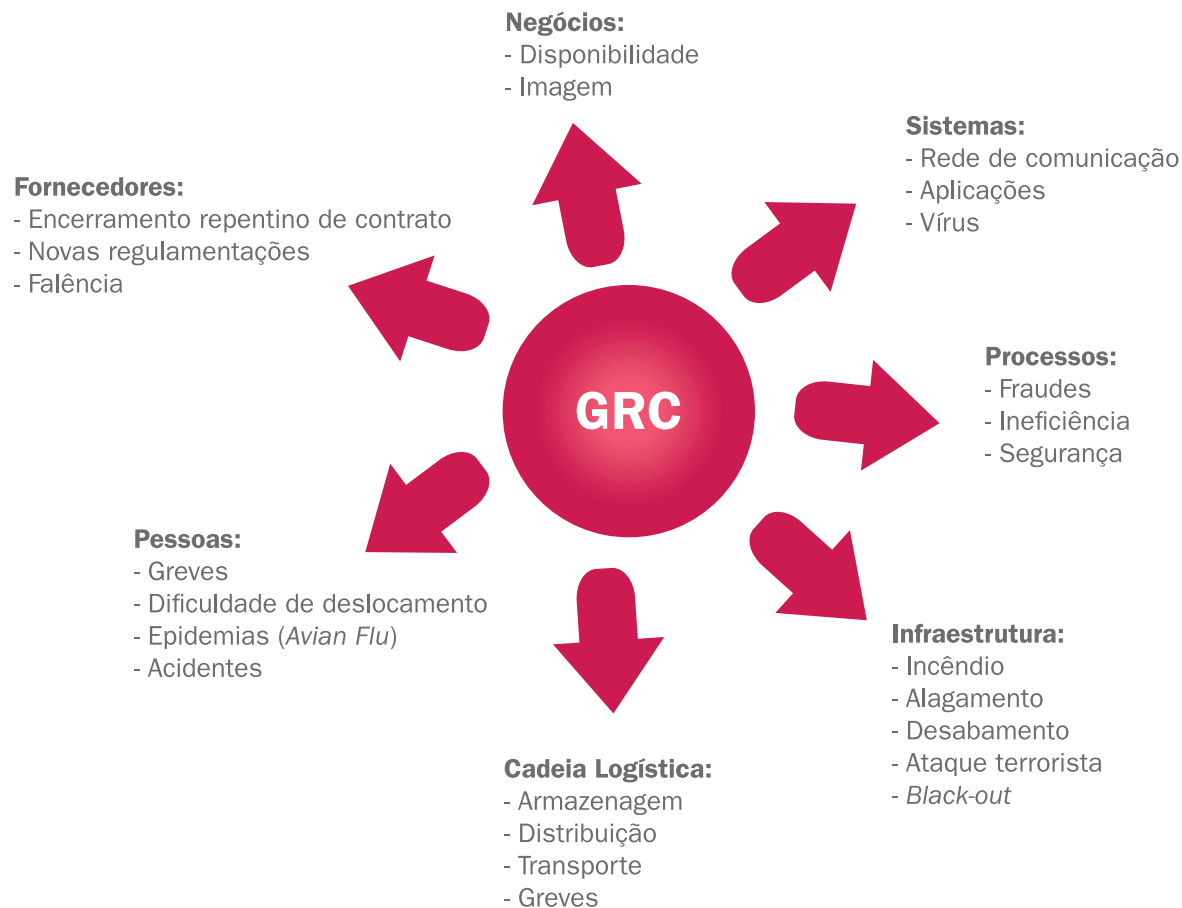 Negócios:
- Disponibilidade
- Imagem
Sistemas:
- Rede de comunicação
- Aplicações
- Vírus
Fornecedores:
- Encerramento repentino de contrato
- Novas regulamentações
- Falência
Processos:
- Fraudes
- Ineficiência
- Segurança
GRC
Pessoas:
- Greves
- Dificuldade de deslocamento
- Epidemias (Avian Flu)
- Acidentes
Infraestrutura:
- Incêndio
- Alagamento
- Desabamento
- Ataque terrorista
- Black-out
Cadeia Logística:
- Armazenagem
- Distribuição
- Transporte
- Greves